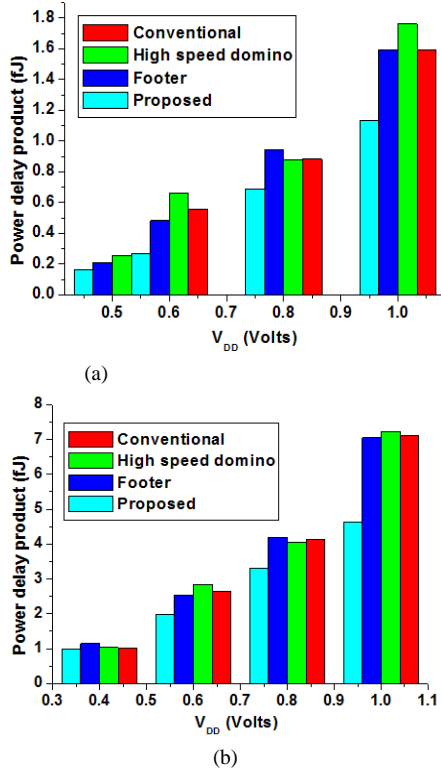 Power delay product (fJ)
1.8
1.6
1.4
1.2
1.0
0.8
0.6
0.4
0.2
0.0
Conventional
High speed domino
Footer
Proposed
0.5 0.6 0.7 0.8 0.9 1.0
VDD (Volts)
(a)
Power delay product (fJ)
8
7
6
5
4
3
2
1
0
Conventional
High speed domino
Footer
Proposed
0.3 0.4 0.5 0.6 0.7 0.8 0.9 1.0 1.1
VDD (Volts)
(b)